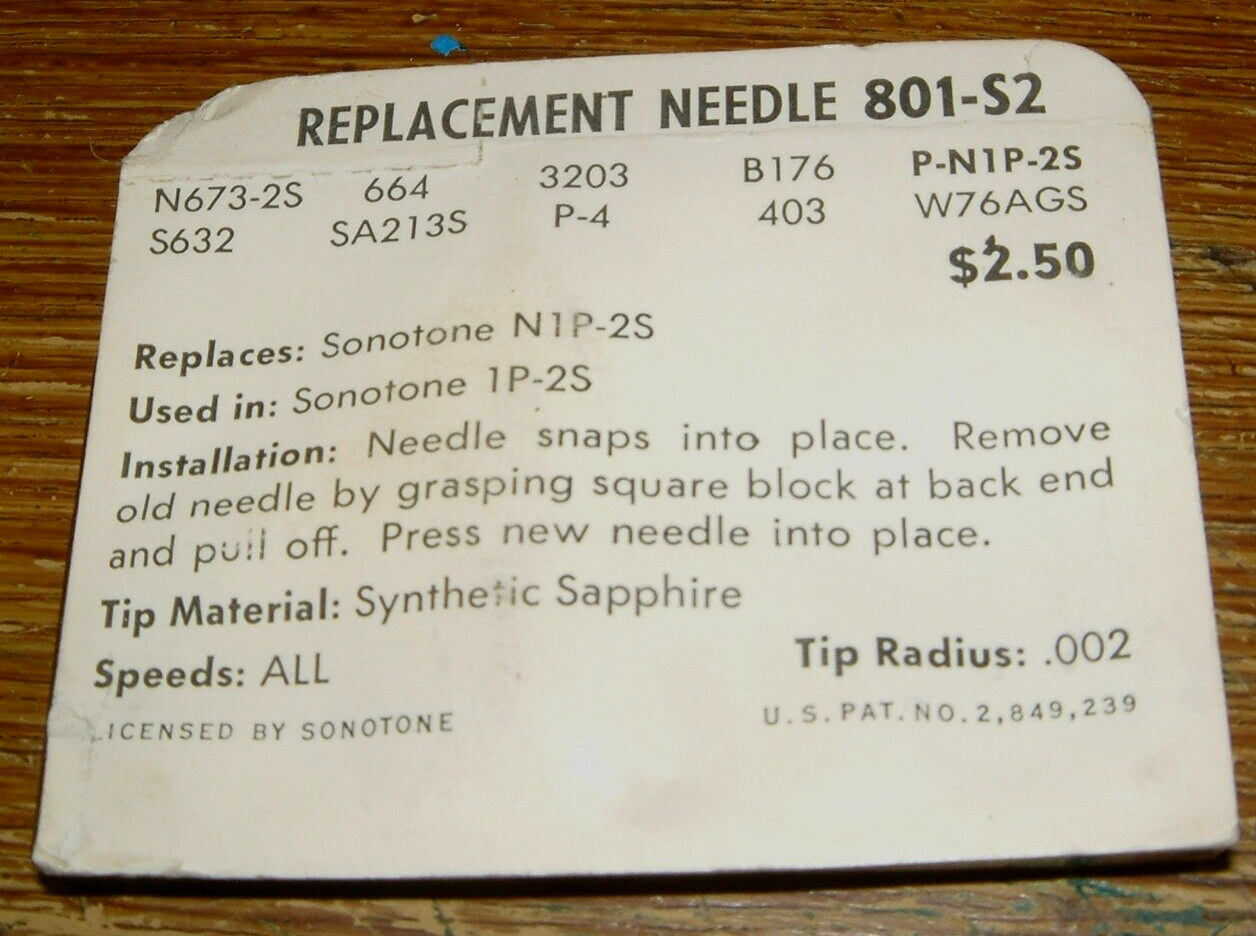 REPLACEMENT NEEDLE 801-S2
N673-2S 664 3203 B176 P-N1P-2S
S632 SA213S P-4 403 W76AGS
$2.50
Replaces: Sonotone N1P-2S
Used in: Sonotone 1P-2S
Installation: Needle snaps into place. Remove
old needle by grasping square block at back end
and pull off. Press new needle into place.
Tip Material: Synthetic Sapphire
Speeds: ALL Tip Radius: .002
LICENSED BY SONOTONE U.S. PAT. NO. 2,849,239